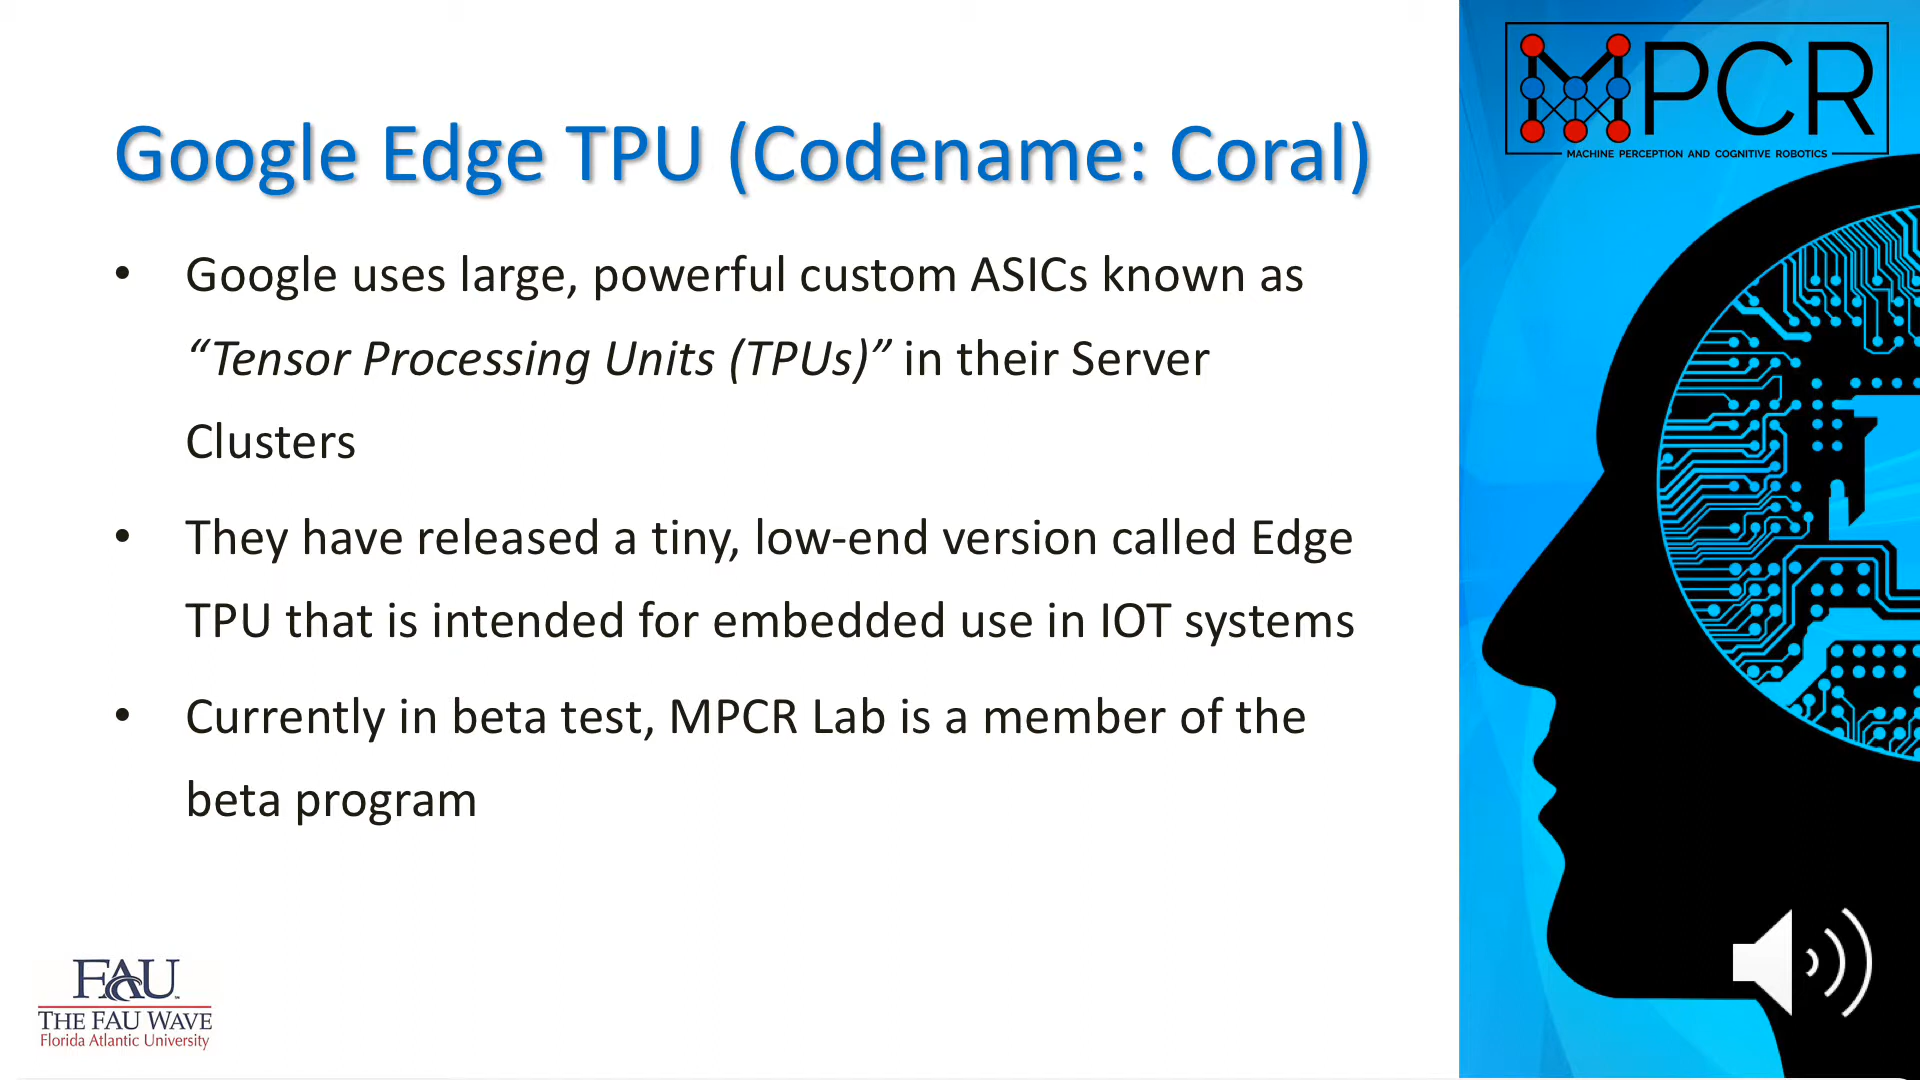 MPCR
MACHINE PERCEPTION AND COGNITIVE ROBOTICS
Google Edge TPU (Codename: Coral)
• Google uses large, powerful custom ASICs known as
“Tensor Processing Units (TPUs)” in their Server
Clusters
• They have released a tiny, low-end version called Edge
TPU that is intended for embedded use in IOT systems
• Currently in beta test, MPCR Lab is a member of the
beta program
FAU
THE FAU WAVE
Florida Atlantic University